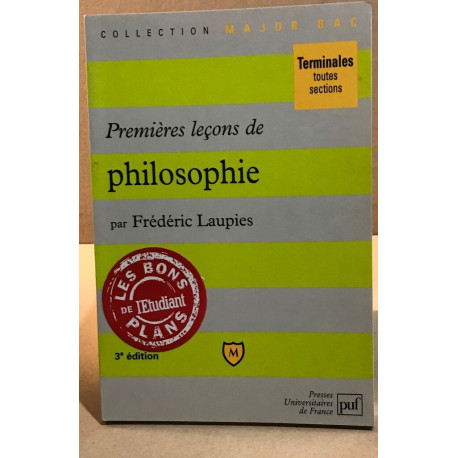 COLLECTION MAJOR BAC
Terminales
toutes
sections
Premières leçons de
philosophie
par Frédéric Laupies
LES BONS
DE l'Etudiant
PLANS
3e édition
M
Presses
Universitaires
de France
puf